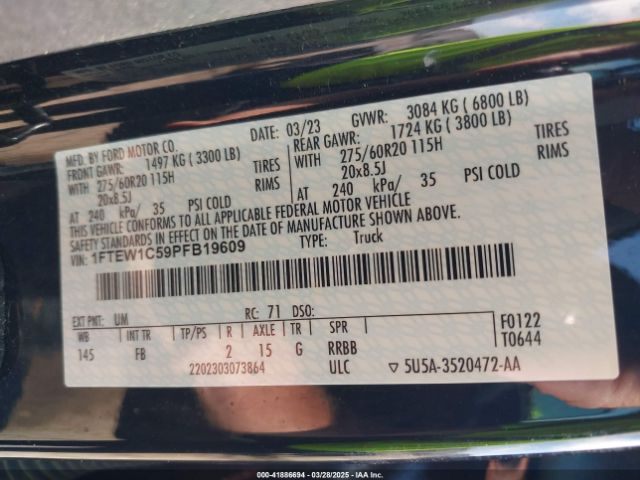 MFD. BY FORD MOTOR CO.
DATE: 03/23 GVWR: 3084 KG ( 6800 LB)
FRONT GAWR: 1497 KG ( 3300 LB) REAR GAWR: 1724 KG ( 3800 LB)
WITH 275/60R20 115H TIRES WITH 275/60R20 115H TIRES
20x8.5J RIMS 20x8.5J RIMS
AT 240 kPa/ 35 PSI COLD AT 240 kPa/ 35 PSI COLD
THIS VEHICLE CONFORMS TO ALL APPLICABLE FEDERAL MOTOR VEHICLE
SAFETY STANDARDS IN EFFECT ON THE DATE OF MANUFACTURE SHOWN ABOVE.
VIN: 1FTEW1C59PFB19609 TYPE: Truck
EXT PNT: UM RC: 71 DSO:
WB INT TR TP/PS R AXLE TR SPR F0122
145 FB 2 15 G RRBB T0644
2202303073864 ULC ▽ 5U5A-3520472-AA
000-41886694 - 03/28/2025 - IAAI.COM